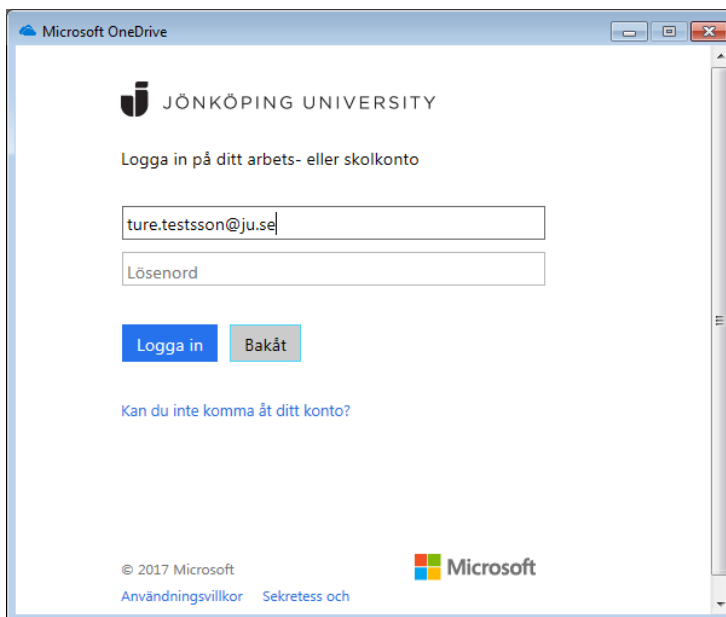 Microsoft OneDrive
JÖNKÖPING UNIVERSITY
Logga in på ditt arbets- eller skolkonto
ture.testsson@ju.se
Lösenord
Logga in Bakåt
Kan du inte komma åt ditt konto?
© 2017 Microsoft Microsoft
Användningsvillkor Sekretess och